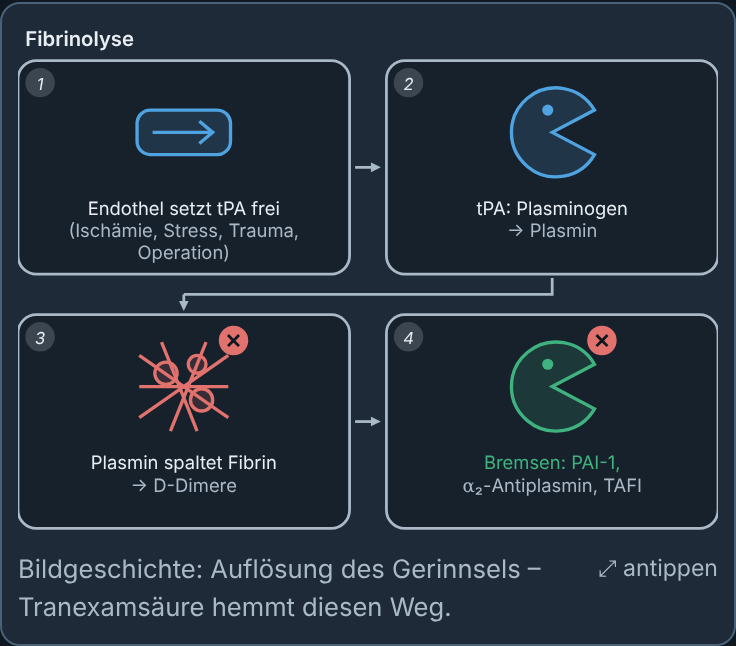 Fibrinolyse
1
Endothel setzt tPA frei
(Ischämie, Stress, Trauma,
Operation)
2
tPA: Plasminogen
→ Plasmin
3
Plasmin spaltet Fibrin
→ D-Dimere
4
Bremsen: PAI-1,
α₂-Antiplasmin, TAFI
Bildgeschichte: Auflösung des Gerinnsels –
Tranexamsäure hemmt diesen Weg.
⤢ antippen